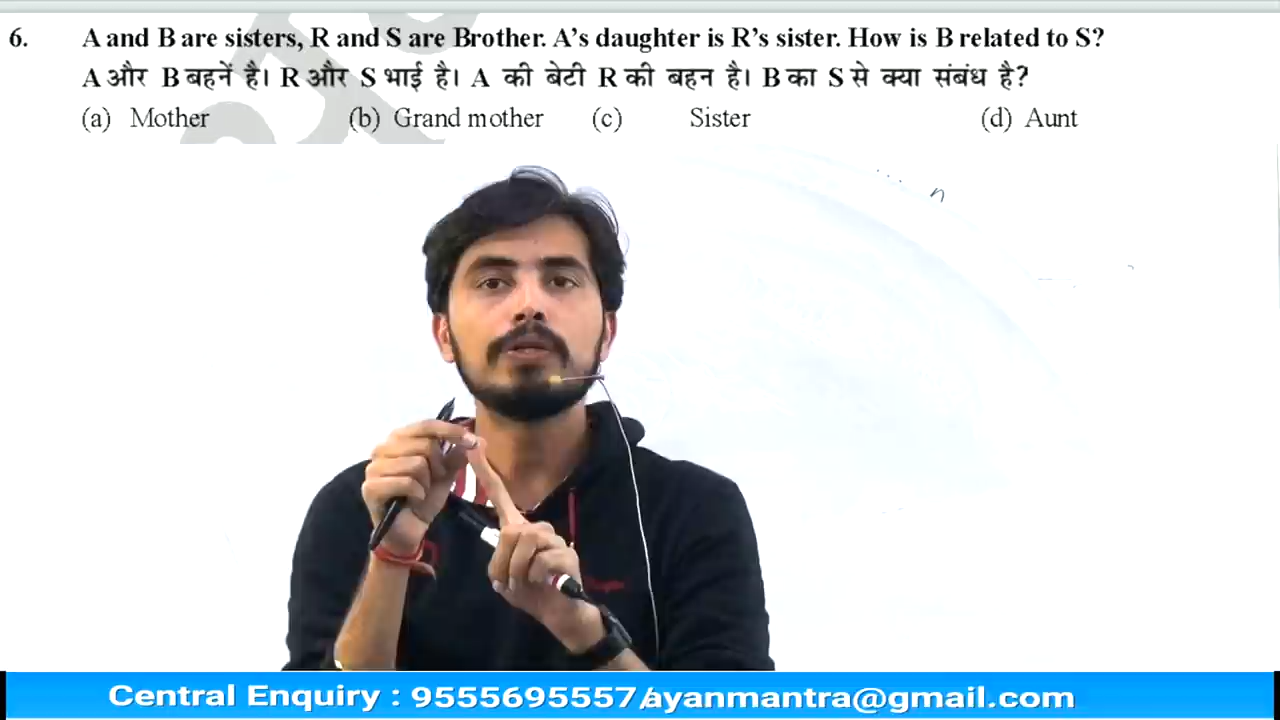 6. A and B are sisters, R and S are Brother. A's daughter is R's sister. How is B related to S?
A और B बहनें है। R और S भाई है। A की बेटी R की बहन है। B का S से क्या संबंध है?
(a) Mother (b) Grand mother (c) Sister (d) Aunt
n
Central Enquiry : 9555695557/ayanmantra@gmail.com